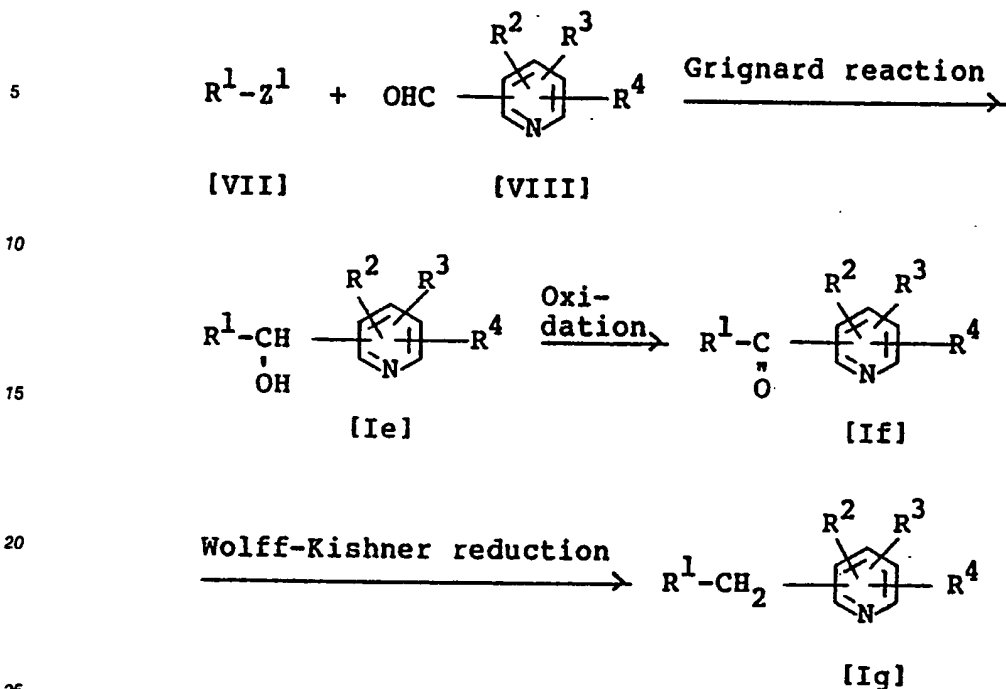 R² R³
5 R¹-Z¹ + OHC R⁴ Grignard reaction
N
[VII] [VIII]
10
R² R³ Oxi- R² R³
R¹-CH R⁴ dation R¹-C R⁴
OH N O N
15
[Ie] [If]
R² R³
20 Wolff-Kishner reduction
R¹-CH₂ R⁴
N
[Ig]
25